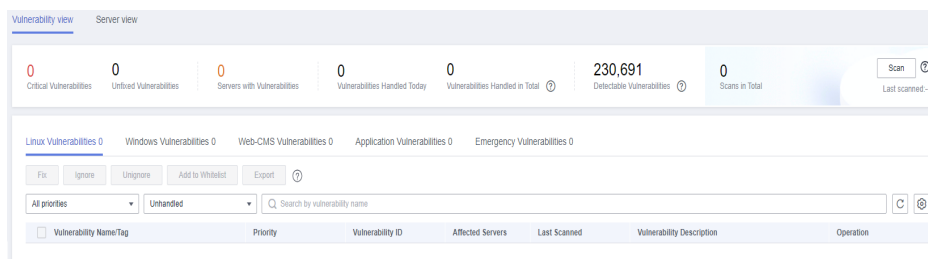 Vulnerability view Server view
0 0 0 0 0 230,691 0 Scan ?
Critical Vulnerabilities Unfixed Vulnerabilities Servers with Vulnerabilities Vulnerabilities Handled Today Vulnerabilities Handled in Total ? Detectable Vulnerabilities ? Scans in Total Last scanned:--
Linux Vulnerabilities 0 Windows Vulnerabilities 0 Web-CMS Vulnerabilities 0 Application Vulnerabilities 0 Emergency Vulnerabilities 0
Fix Ignore Unignore Add to Whitelist Export ?
All priorities Unhandled Search by vulnerability name
Vulnerability Name/Tag Priority Vulnerability ID Affected Servers Last Scanned Vulnerability Description Operation